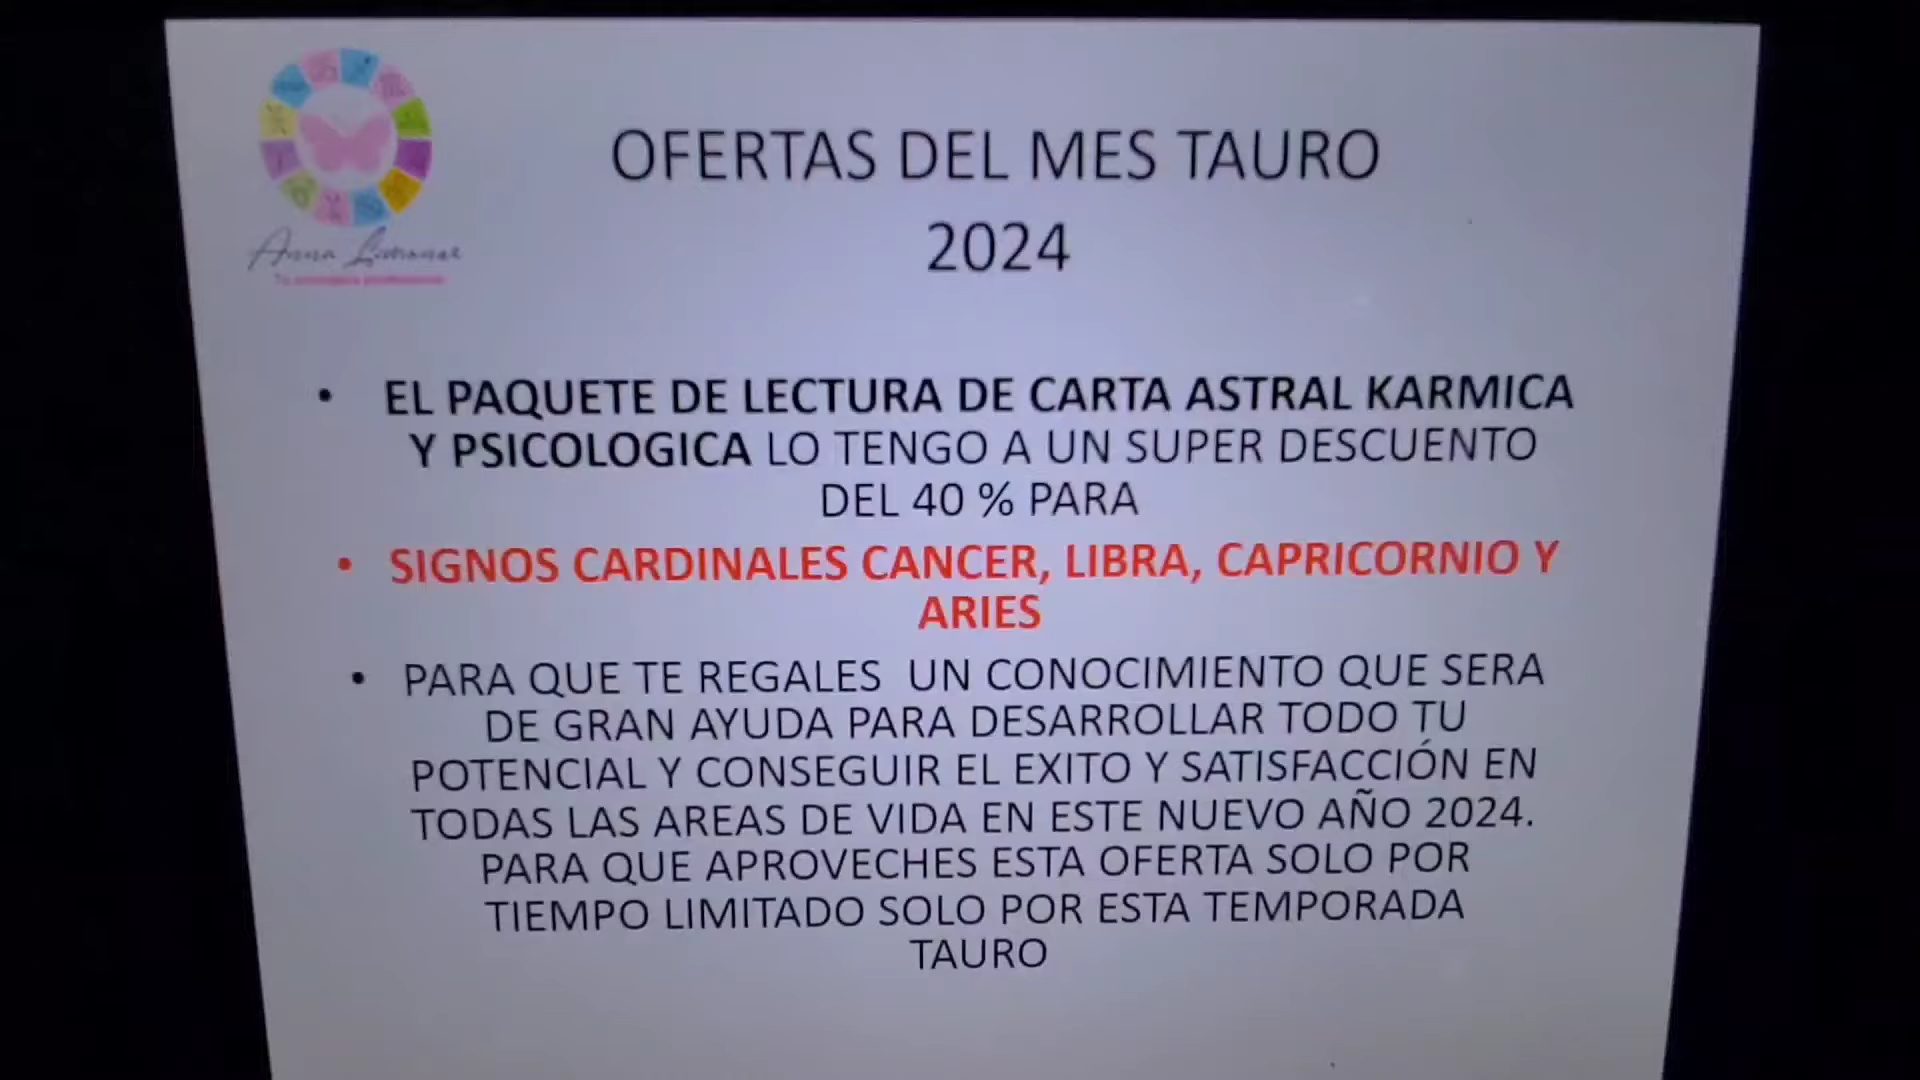 OFERTAS DEL MES TAURO
2024
Anna
• EL PAQUETE DE LECTURA DE CARTA ASTRAL KARMICA
Y PSICOLOGICA LO TENGO A UN SUPER DESCUENTO
DEL 40 % PARA
• SIGNOS CARDINALES CANCER, LIBRA, CAPRICORNIO Y
ARIES
• PARA QUE TE REGALES UN CONOCIMIENTO QUE SERA
DE GRAN AYUDA PARA DESARROLLAR TODO TU
POTENCIAL Y CONSEGUIR EL EXITO Y SATISFACCIÓN EN
TODAS LAS AREAS DE VIDA EN ESTE NUEVO AÑO 2024.
PARA QUE APROVECHES ESTA OFERTA SOLO POR
TIEMPO LIMITADO SOLO POR ESTA TEMPORADA
TAURO